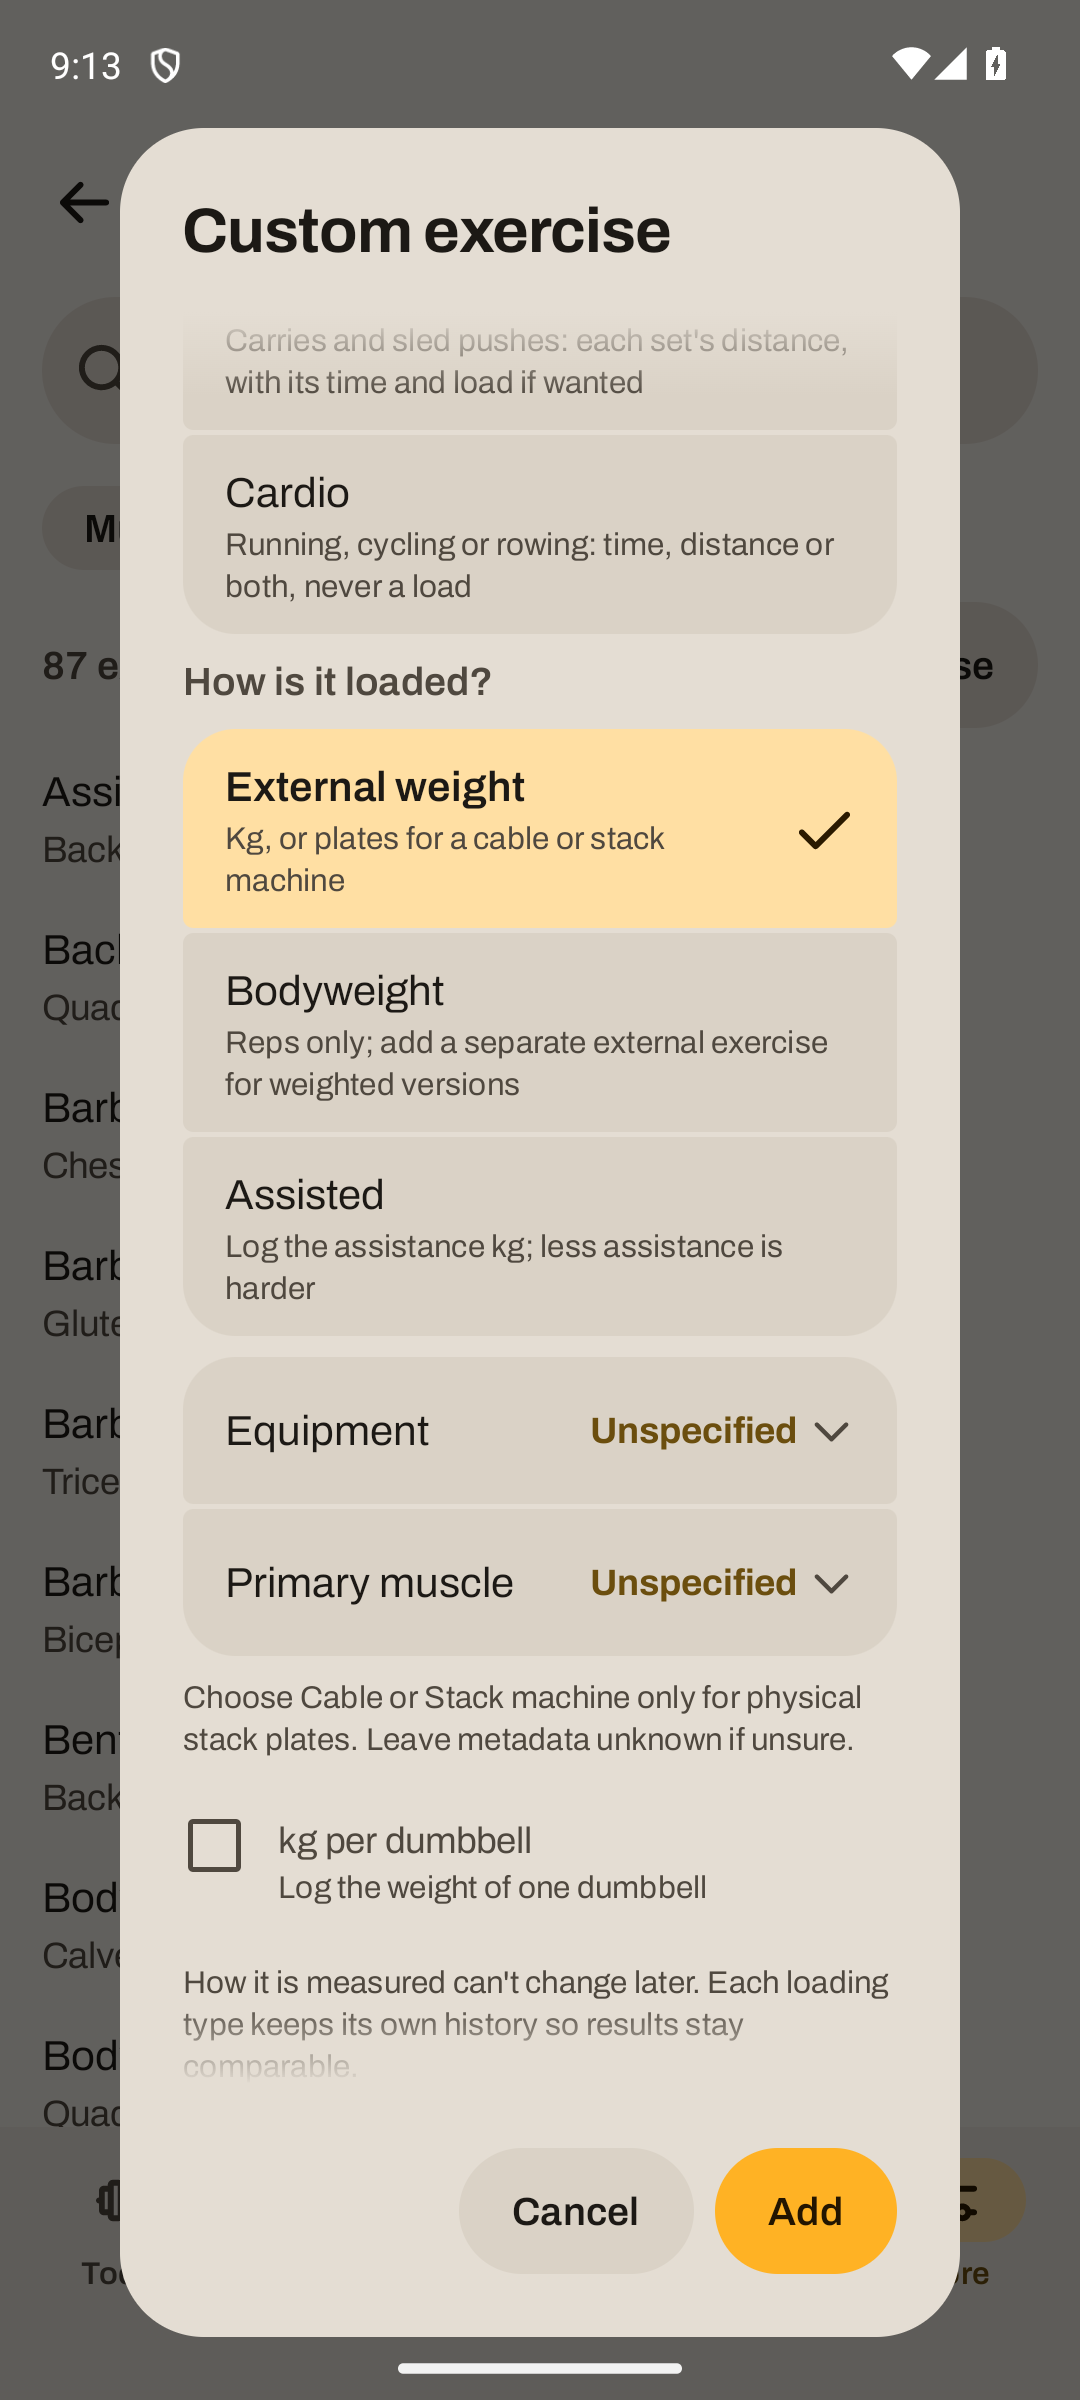 9:13
Custom exercise
Carries and sled pushes: each set's distance,
with its time and load if wanted
Cardio
Running, cycling or rowing: time, distance or
both, never a load
87
How is it loaded?
External weight
Kg, or plates for a cable or stack
machine
Back
Bodyweight
Reps only; add a separate external exercise
for weighted versions
Assisted
Log the assistance kg; less assistance is
harder
Equipment Unspecified
Primary muscle Unspecified
Choose Cable or Stack machine only for physical
stack plates. Leave metadata unknown if unsure.
Back
kg per dumbbell
Log the weight of one dumbbell
How it is measured can't change later. Each loading
type keeps its own history so results stay
comparable.
Cancel Add